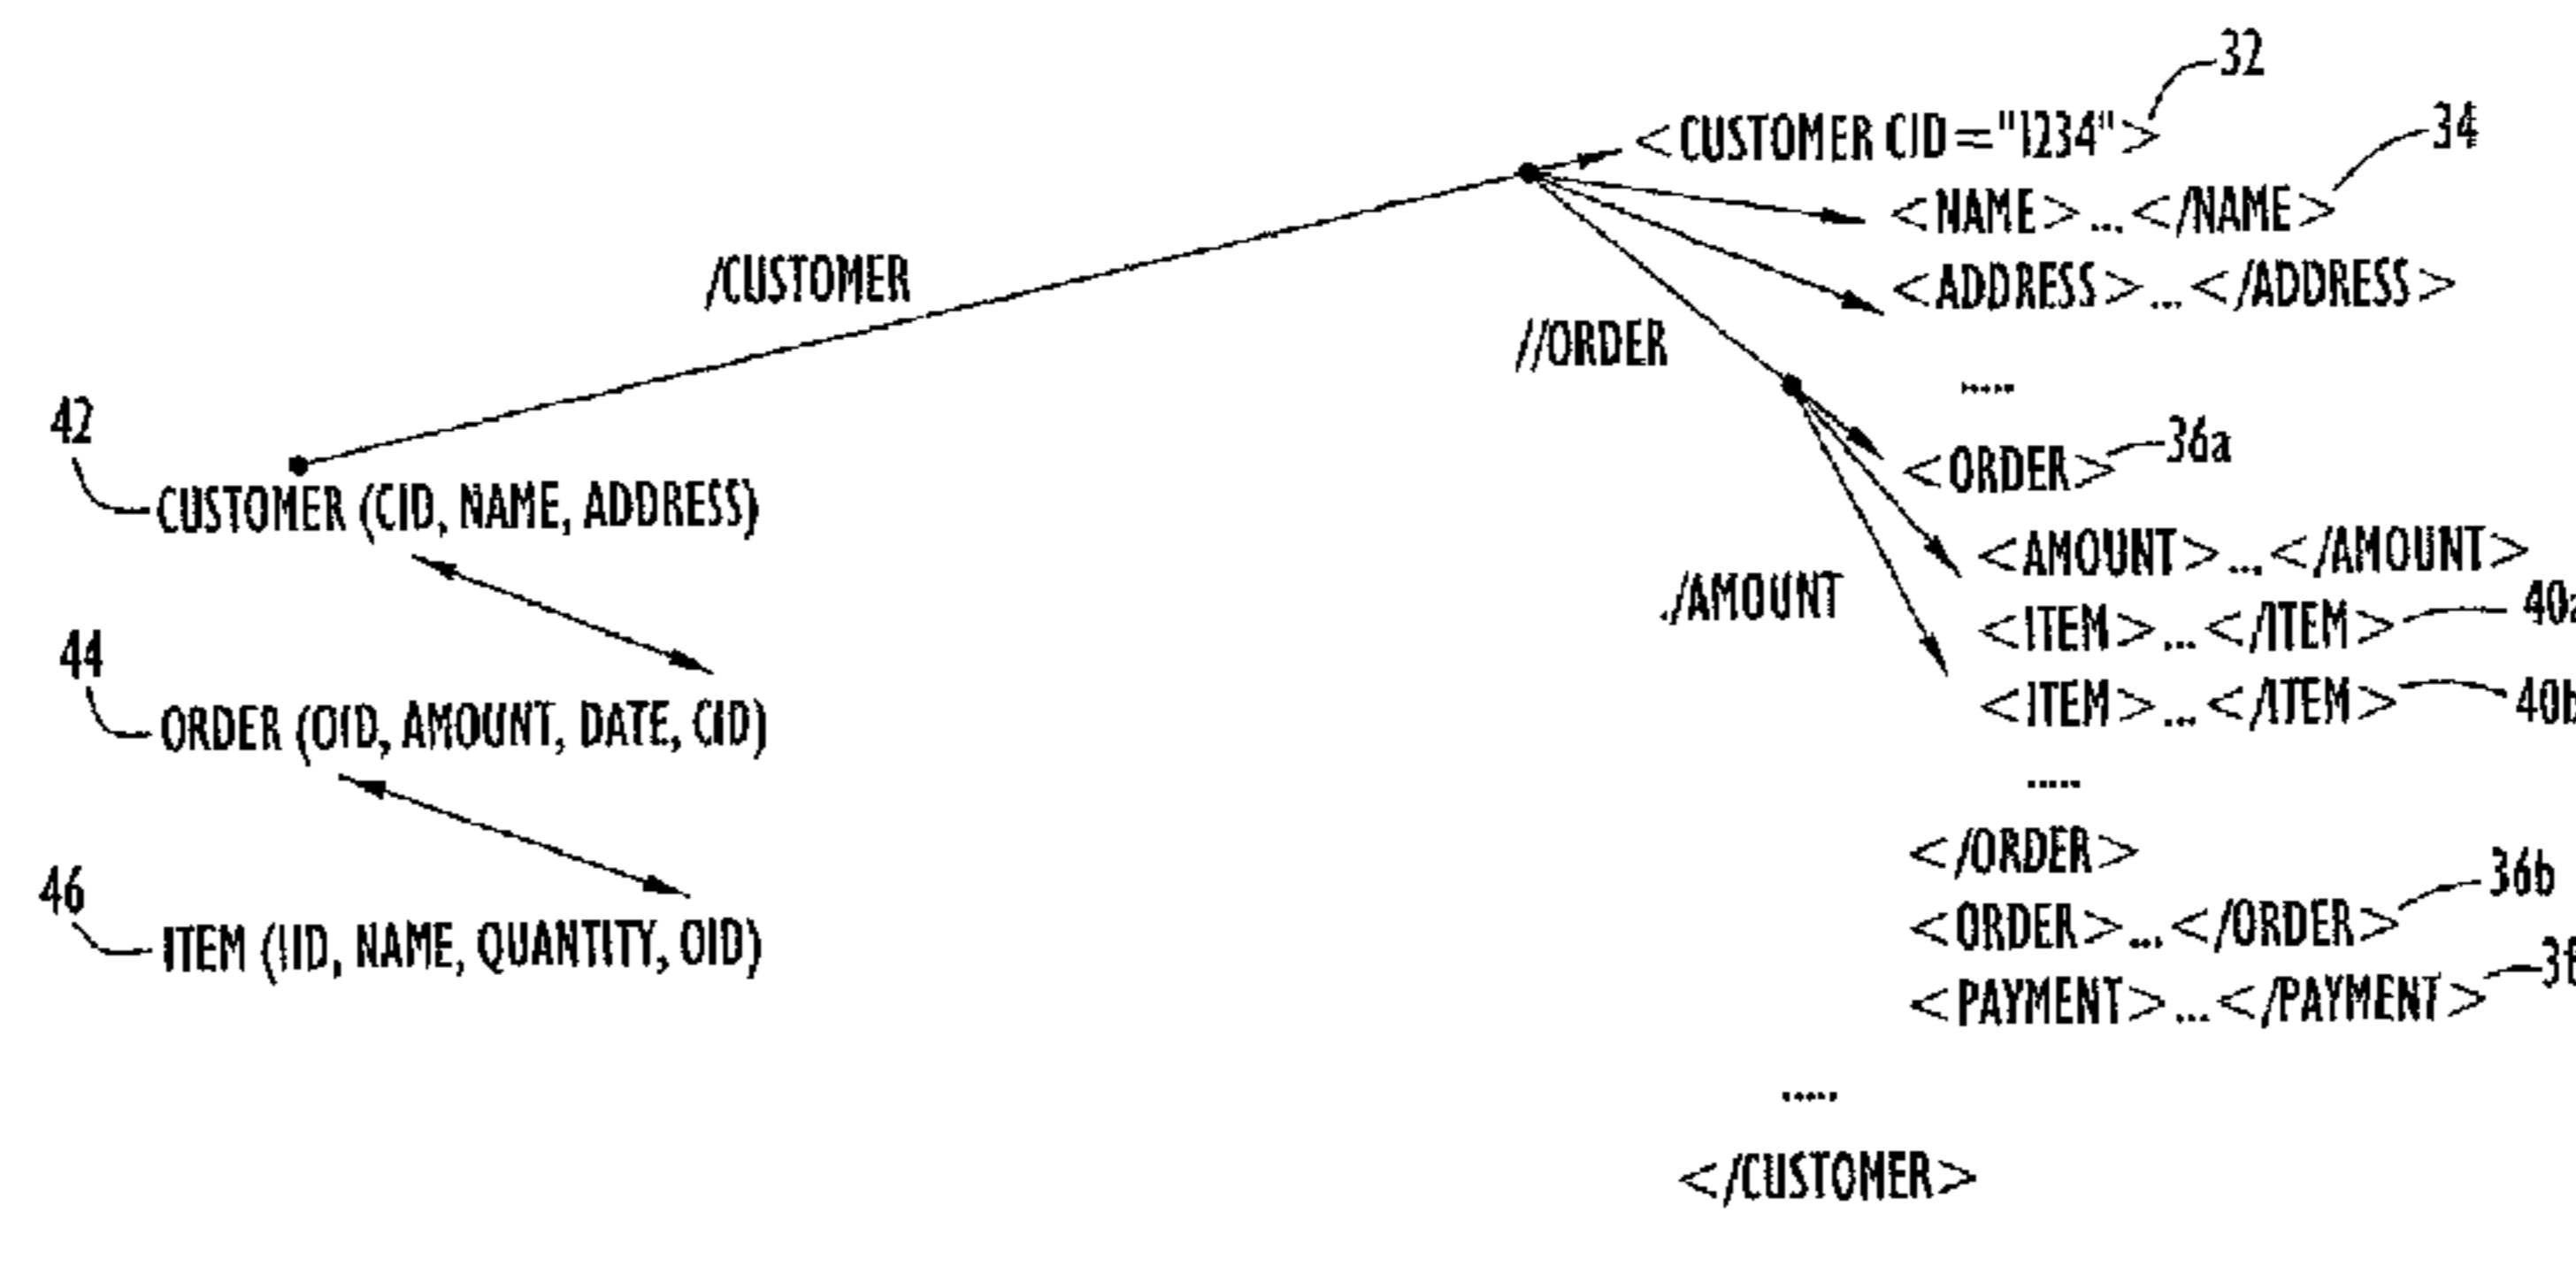 32
<CUSTOMER CID="1234">
34
<NAME>...</NAME>
/CUSTOMER
<ADDRESS>...</ADDRESS>
//ORDER
.....
42
36a
<ORDER>
CUSTOMER (CID, NAME, ADDRESS)
<AMOUNT>...</AMOUNT>
./AMOUNT
<ITEM>...</ITEM>
40a
44
<ITEM>...</ITEM>
40b
ORDER (OID, AMOUNT, DATE, CID)
.....
</ORDER>
46
36b
<ORDER>...</ORDER>
ITEM (IID, NAME, QUANTITY, OID)
<PAYMENT>...</PAYMENT>
.....
</CUSTOMER>